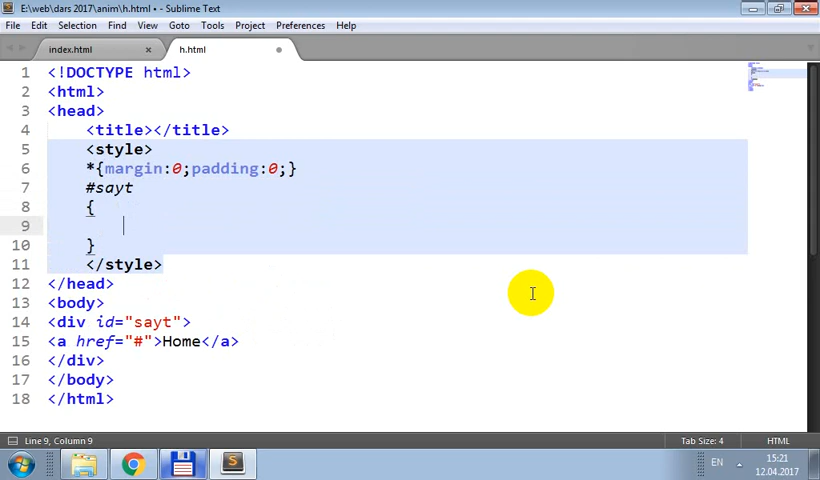 E:\web\dars 2017\anim\h.html • - Sublime Text
File Edit Selection Find View Goto Tools Project Preferences Help
index.html h.html
1 <!DOCTYPE html>
2 <html>
3 <head>
4 <title></title>
5 <style>
6 *{margin:0;padding:0;}
7 #sayt
8 {
9
10 }
11 </style>
12 </head>
13 <body>
14 <div id="sayt">
15 <a href="#">Home</a>
16 </div>
17 </body>
18 </html>
Line 9, Column 9 Tab Size: 4 HTML
EN 15:21
12.04.2017